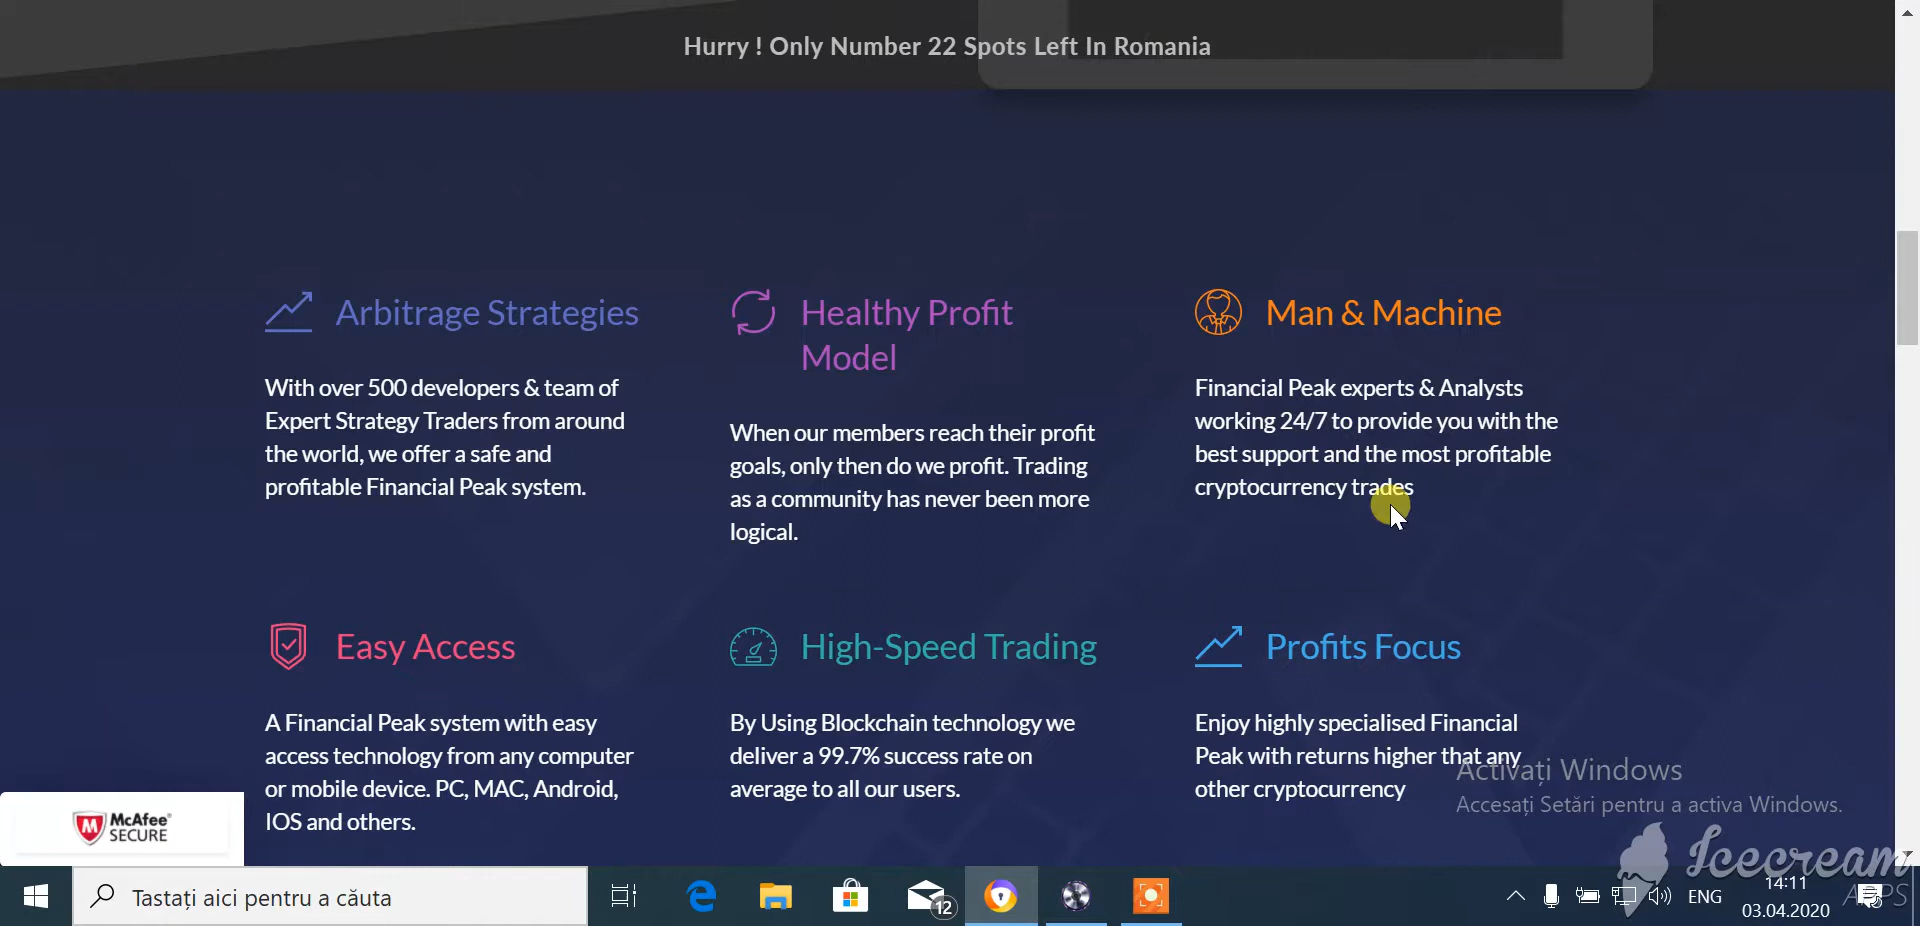 Hurry ! Only Number 22 Spots Left In Romania
Arbitrage Strategies
With over 500 developers & team of
Expert Strategy Traders from around
the world, we offer a safe and
profitable Financial Peak system.
Healthy Profit
Model
When our members reach their profit
goals, only then do we profit. Trading
as a community has never been more
logical.
Man & Machine
Financial Peak experts & Analysts
working 24/7 to provide you with the
best support and the most profitable
cryptocurrency trades
Easy Access
A Financial Peak system with easy
access technology from any computer
or mobile device. PC, MAC, Android,
IOS and others.
High-Speed Trading
By Using Blockchain technology we
deliver a 99.7% success rate on
average to all our users.
Profits Focus
Enjoy highly specialised Financial
Peak with returns higher that any
other cryptocurrency
Activați Windows
Accesați Setări pentru a activa Windows.
McAfee
SECURE
Icecream
APPS
Tastați aici pentru a căuta
12
ENG
14:11
03.04.2020